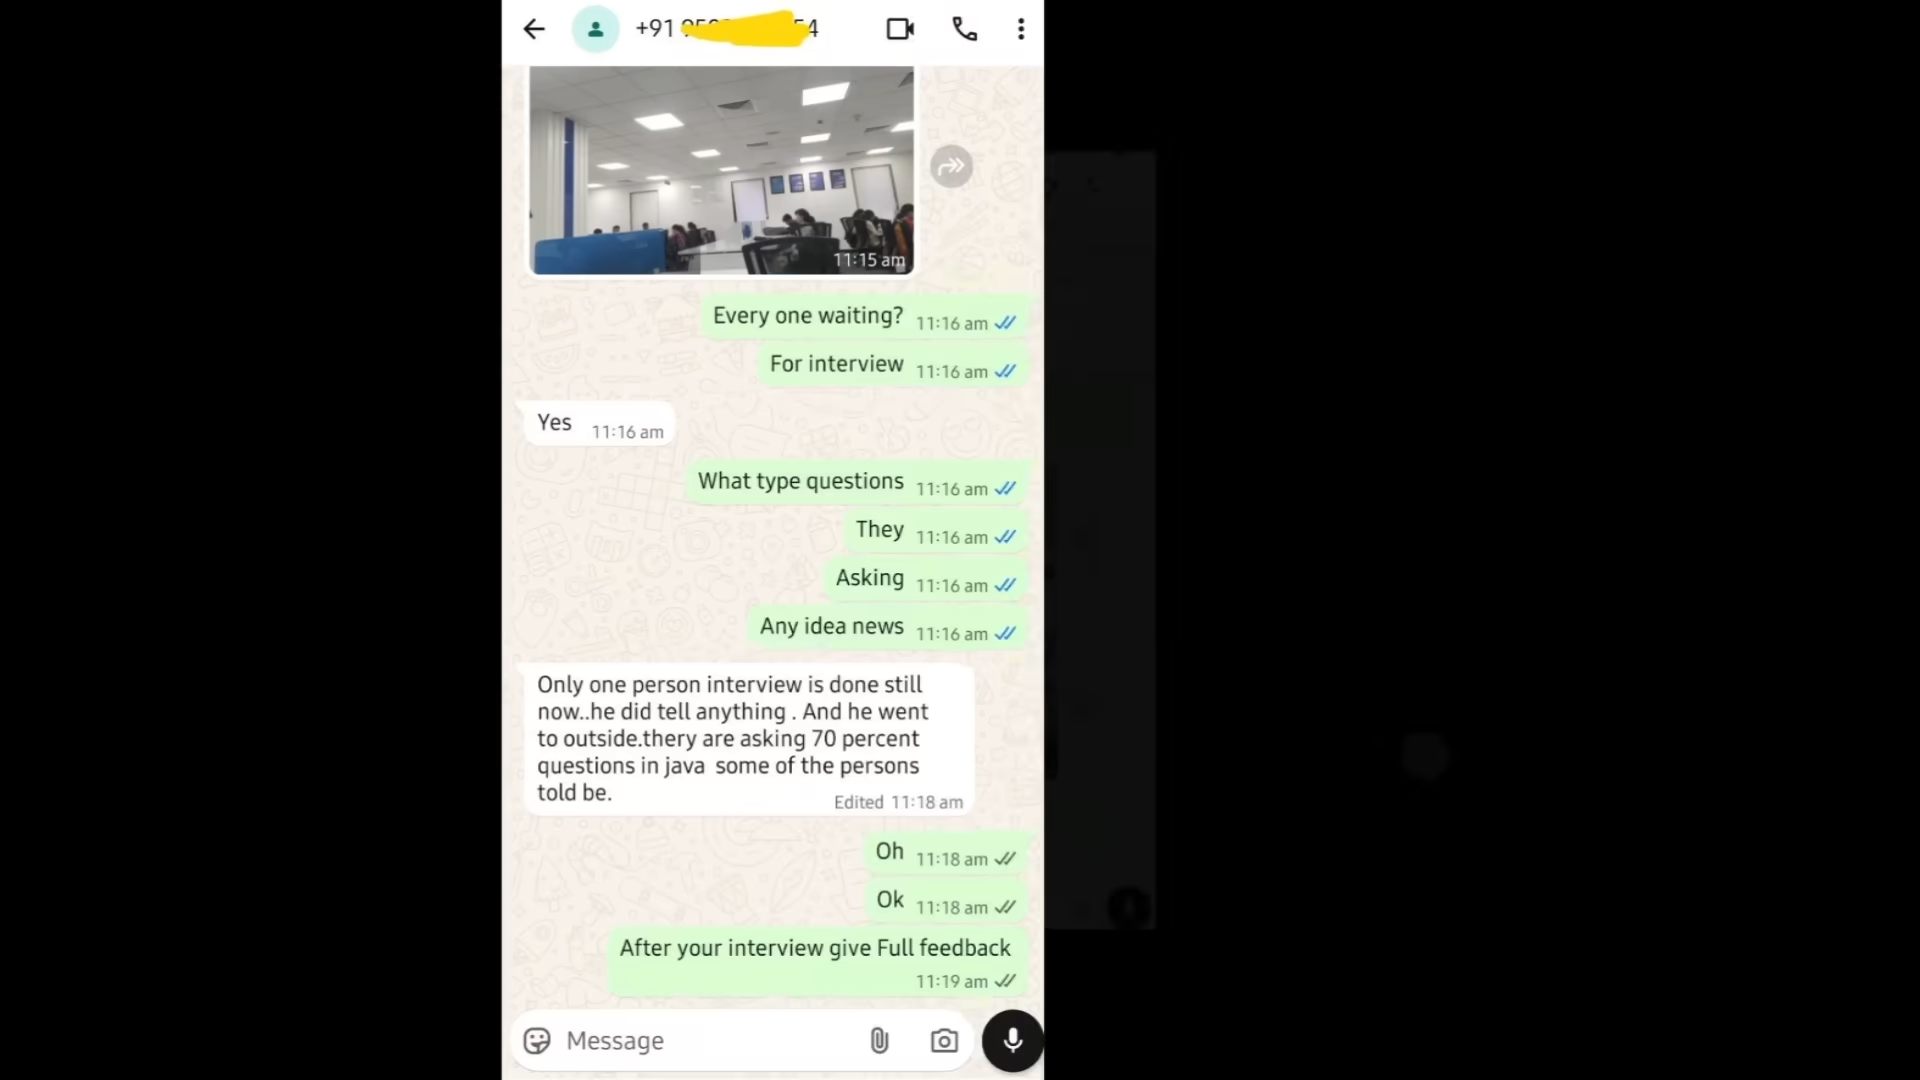 +91
11:15 am
Every one waiting? 11:16 am
For interview 11:16 am
Yes 11:16 am
What type questions 11:16 am
They 11:16 am
Asking 11:16 am
Any idea news 11:16 am
Only one person interview is done still
now..he did tell anything . And he went
to outside.thery are asking 70 percent
questions in java some of the persons
told be.
Edited 11:18 am
Oh 11:18 am
Ok 11:18 am
After your interview give Full feedback
11:19 am
Message